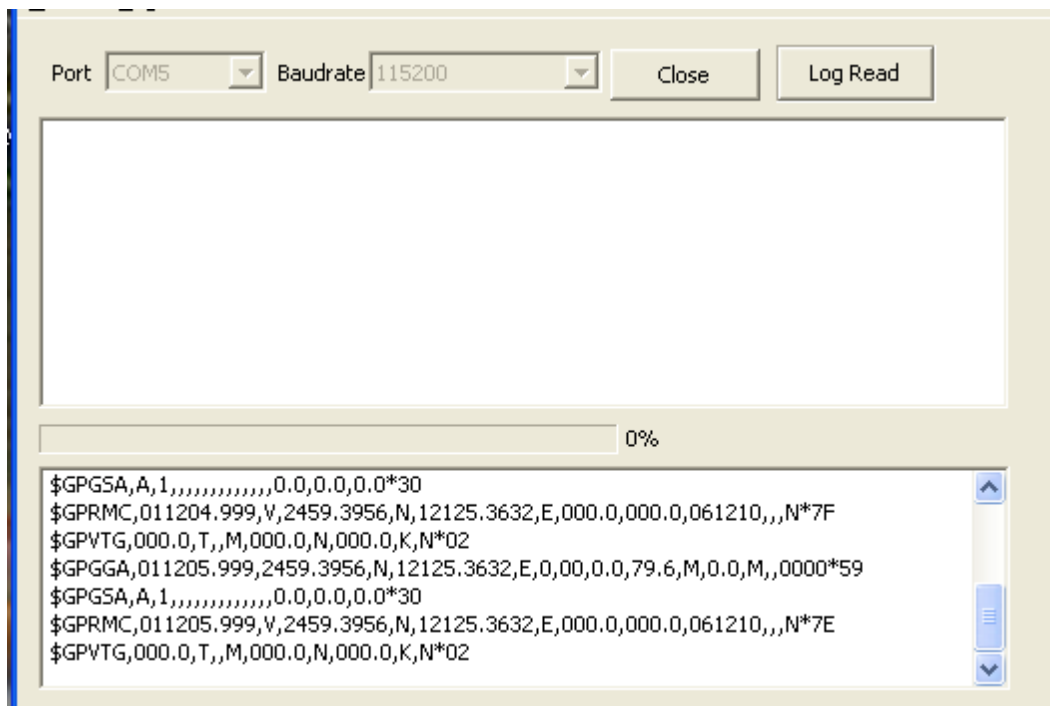 Port COM5 Baudrate 115200 Close Log Read
0%
$GPGSA,A,1,,,,,,,,,,,,,0.0,0.0,0.0*30
$GPRMC,011204.999,V,2459.3956,N,12125.3632,E,000.0,000.0,061210,,,N*7F
$GPVTG,000.0,T,,M,000.0,N,000.0,K,N*02
$GPGGA,011205.999,2459.3956,N,12125.3632,E,0,00,0.0,79.6,M,0.0,M,,0000*59
$GPGSA,A,1,,,,,,,,,,,,,0.0,0.0,0.0*30
$GPRMC,011205.999,V,2459.3956,N,12125.3632,E,000.0,000.0,061210,,,N*7E
$GPVTG,000.0,T,,M,000.0,N,000.0,K,N*02